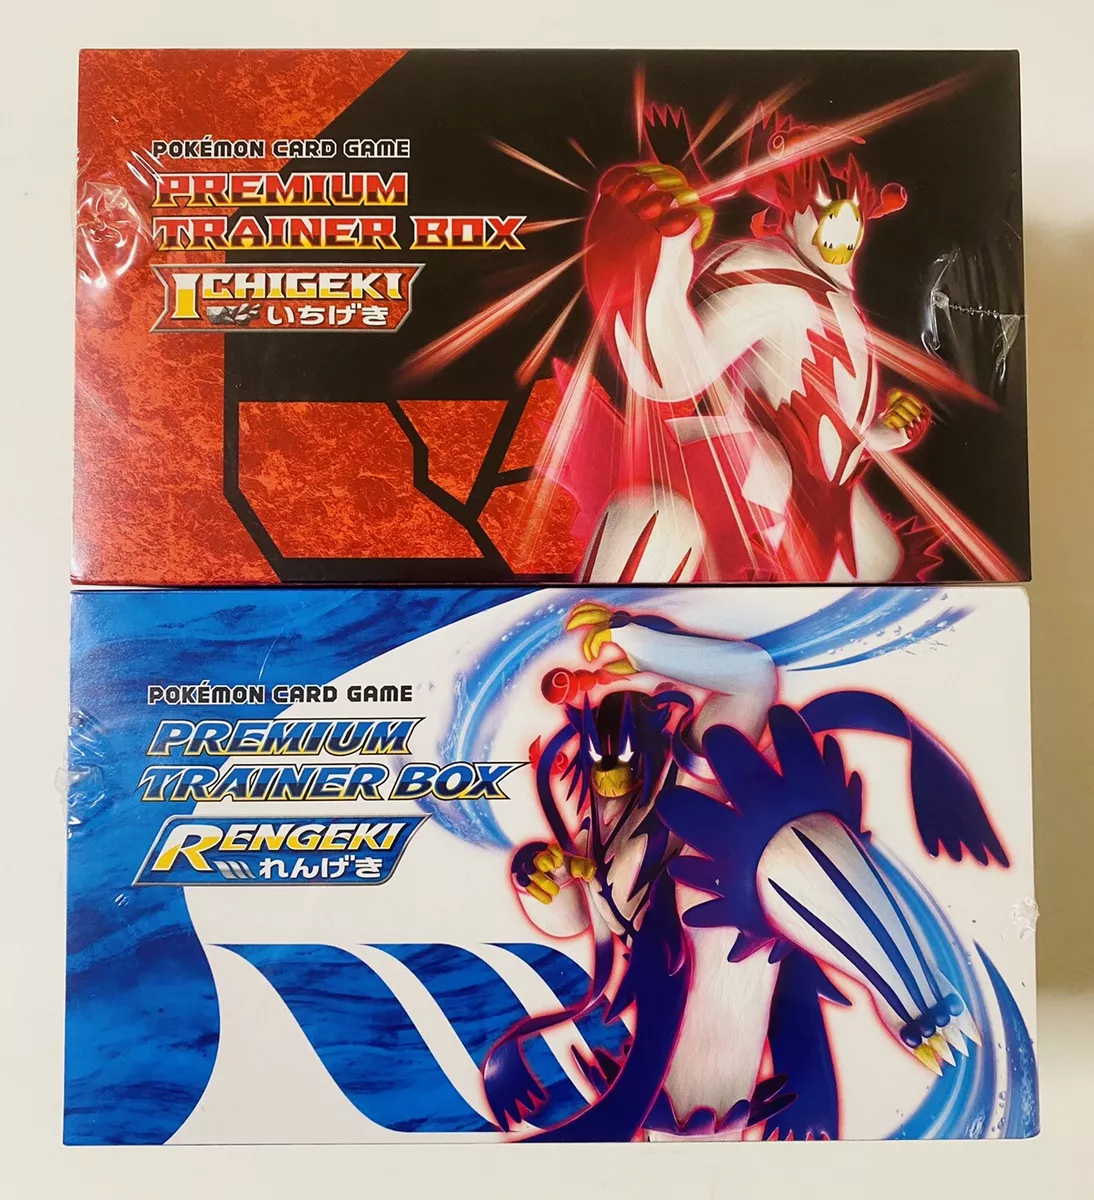 POKÉMON CARD GAME
PREMIUM
TRAINER BOX
ICHIGEKI
いちげき
POKÉMON CARD GAME
PREMIUM
TRAINER BOX
RENGEKI
れんげき